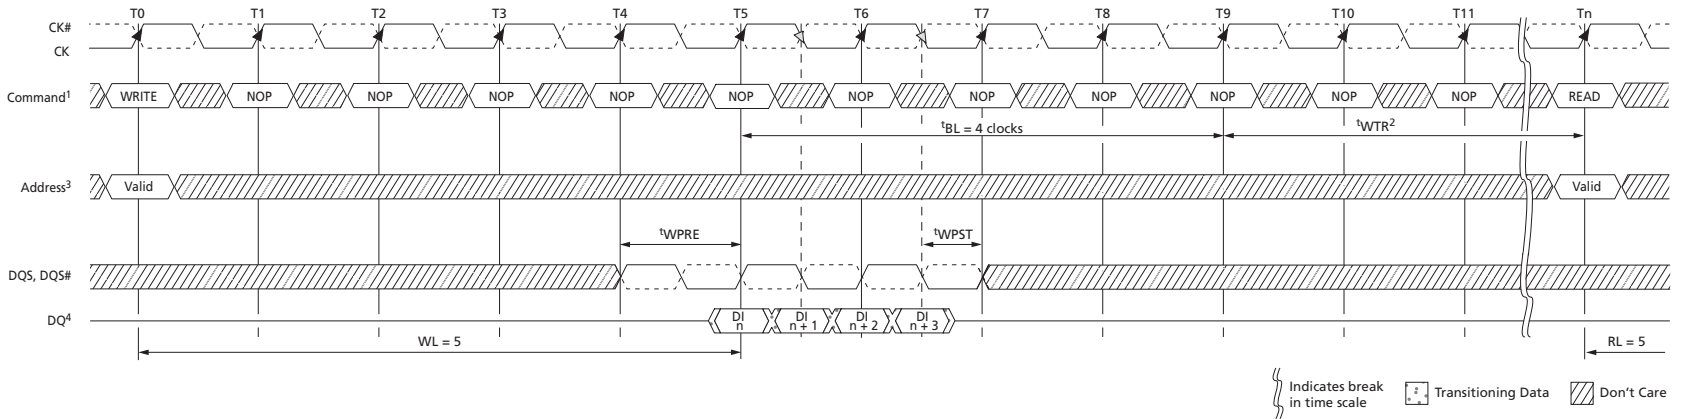 T0 T1 T2 T3 T4 T5 T6 T7 T8 T9 T10 T11 Tn
CK#
CK
Command¹ WRITE NOP NOP NOP NOP NOP NOP NOP NOP NOP NOP NOP READ
ᵗBL = 4 clocks ᵗWTR²
Address³ Valid Valid
ᵗWPRE ᵗWPST
DQS, DQS#
DQ⁴ DI n DI n + 1 DI n + 2 DI n + 3
WL = 5 RL = 5
Indicates break in time scale Transitioning Data Don't Care